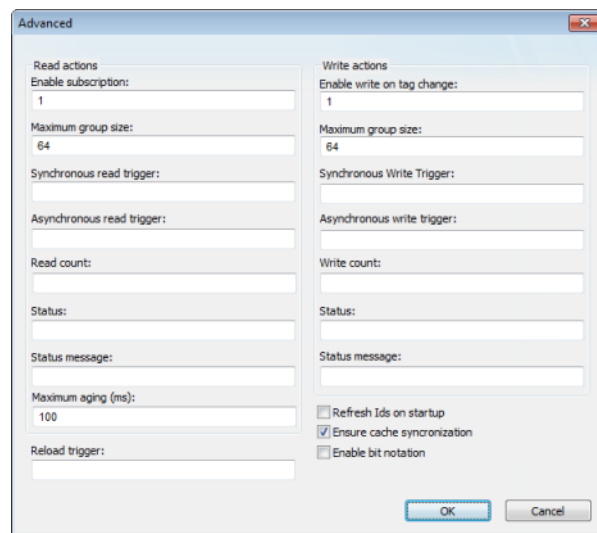 Advanced
Read actions
Enable subscription:
1
Maximum group size:
64
Synchronous read trigger:
Asynchronous read trigger:
Read count:
Status:
Status message:
Maximum aging (ms):
100
Reload trigger:
Write actions
Enable write on tag change:
1
Maximum group size:
64
Synchronous Write Trigger:
Asynchronous write trigger:
Write count:
Status:
Status message:
Refresh Ids on startup
Ensure cache syncronization
Enable bit notation
OK
Cancel